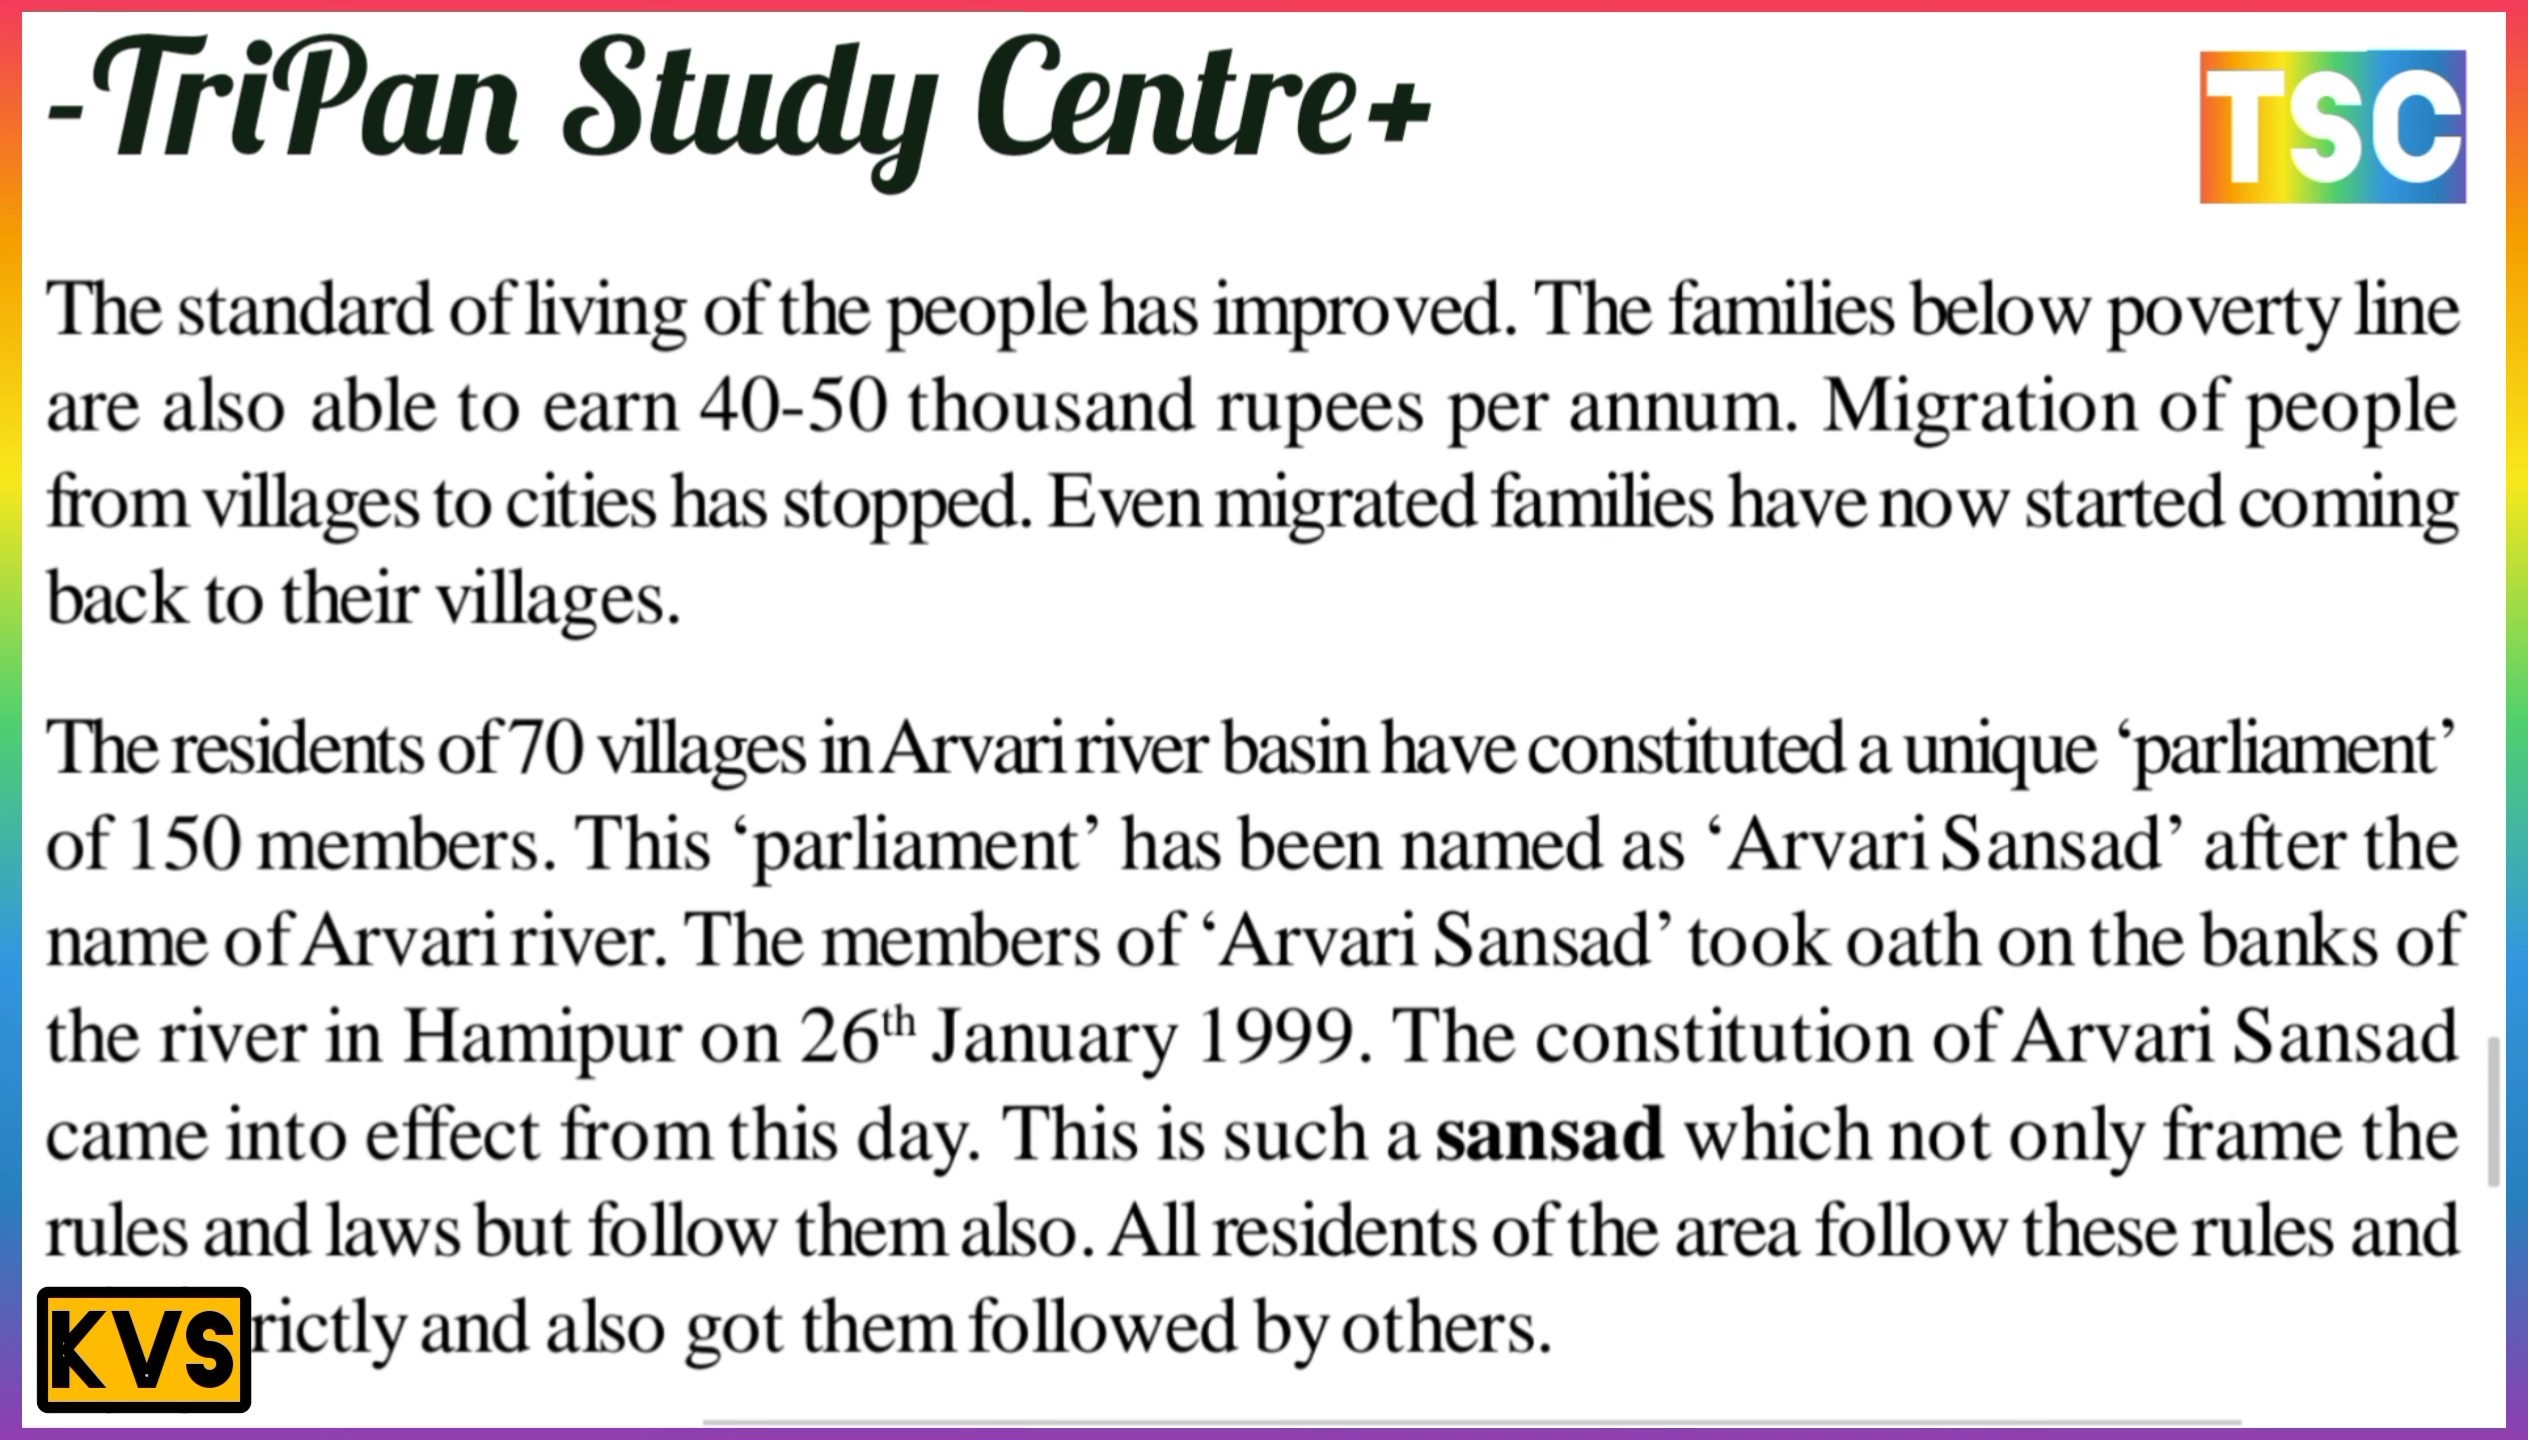 -TriPan Study Centre+
TSC
The standard of living of the people has improved. The families below poverty line
are also able to earn 40-50 thousand rupees per annum. Migration of people
from villages to cities has stopped. Even migrated families have now started coming
back to their villages.
The residents of 70 villages in Arvari river basin have constituted a unique ‘parliament’
of 150 members. This ‘parliament’ has been named as ‘Arvari Sansad’ after the
name of Arvari river. The members of ‘Arvari Sansad’ took oath on the banks of
the river in Hamipur on 26th January 1999. The constitution of Arvari Sansad
came into effect from this day. This is such a sansad which not only frame the
rules and laws but follow them also. All residents of the area follow these rules and
and also got them followed by others.
KVS